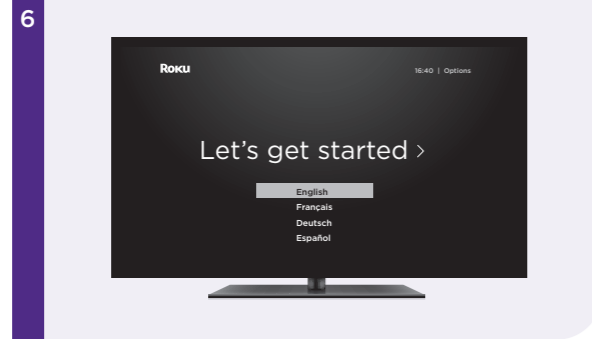 6
Roku
16:40 | Options
Let's get started >
English
Français
Deutsch
Español